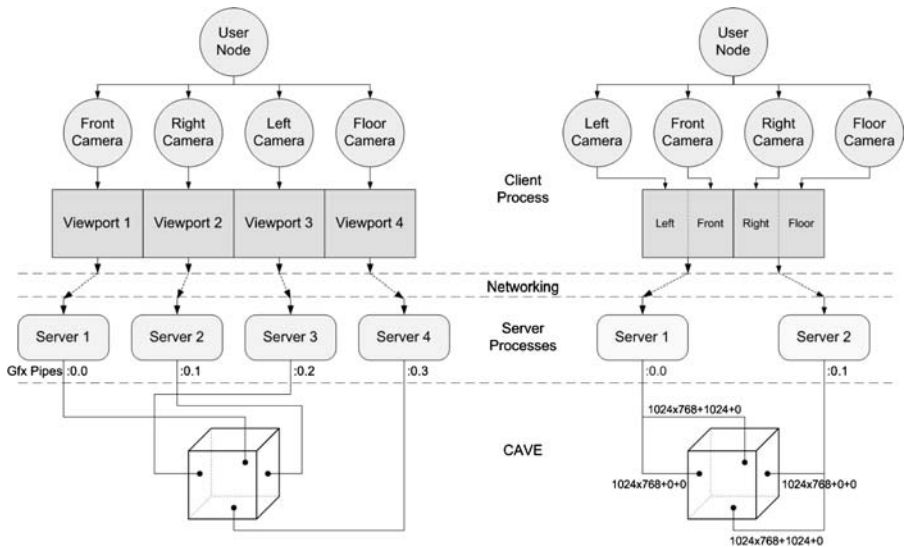 User
Node
User
Node
Front
Camera
Right
Camera
Left
Camera
Floor
Camera
Left
Camera
Front
Camera
Right
Camera
Floor
Camera
Client
Process
Viewport 1
Viewport 2
Viewport 3
Viewport 4
Left
Front
Right
Floor
Networking
Server 1
Server 2
Server 3
Server 4
Server
Processes
Server 1
Server 2
Gfx Pipes :0.0
:0.1
:0.2
:0.3
:0.0
:0.1
1024x768+1024+0
CAVE
1024x768+0+0
1024x768+0+0
1024x768+1024+0